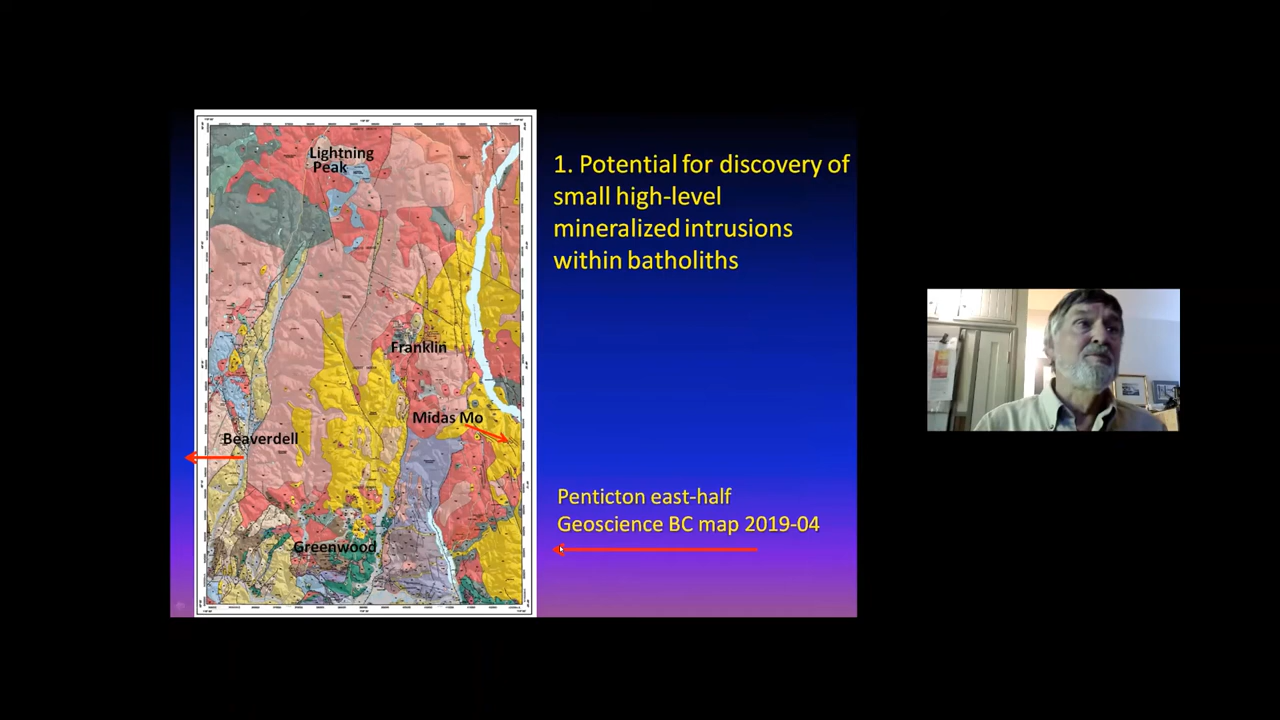 Lightning
Peak
Franklin
Midas Mo
Beaverdell
Greenwood
1. Potential for discovery of
small high-level
mineralized intrusions
within batholiths
Penticton east-half
Geoscience BC map 2019-04